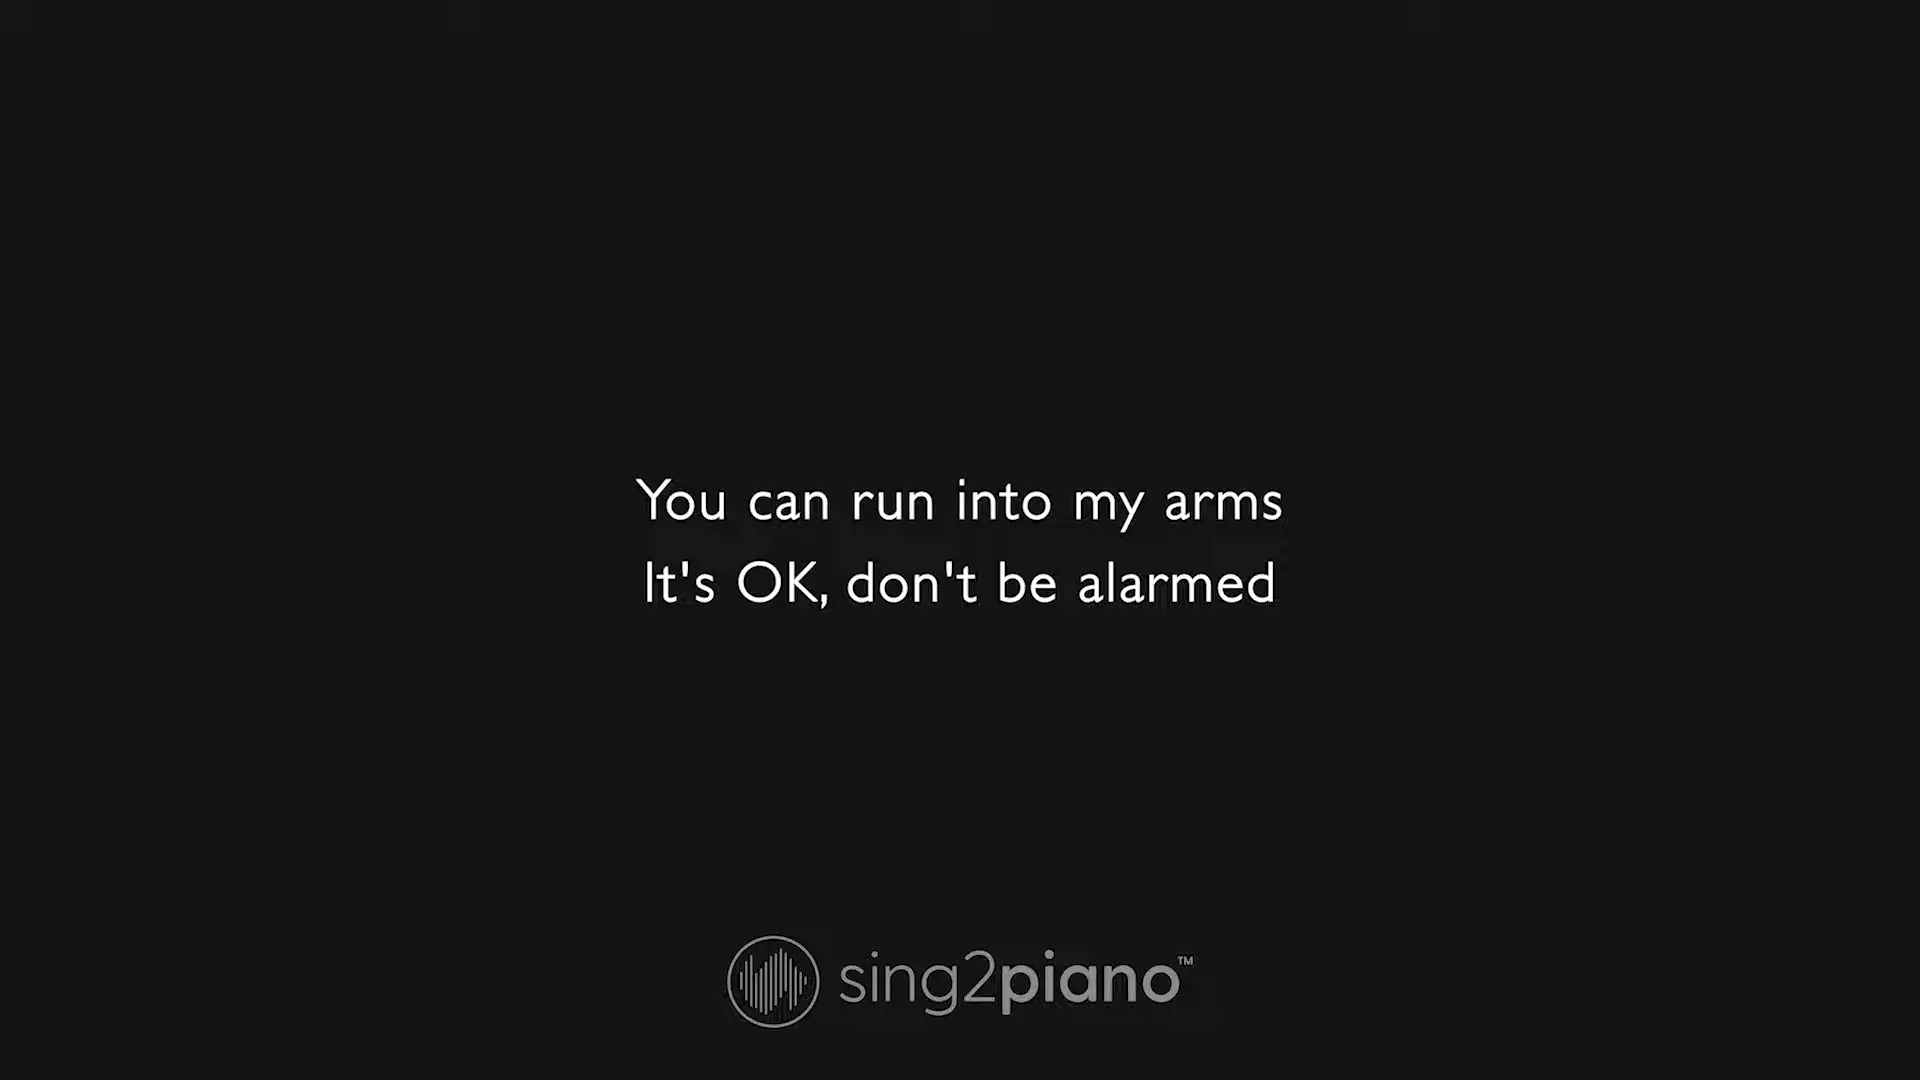 You can run into my arms
It's OK, don't be alarmed
sing2piano™